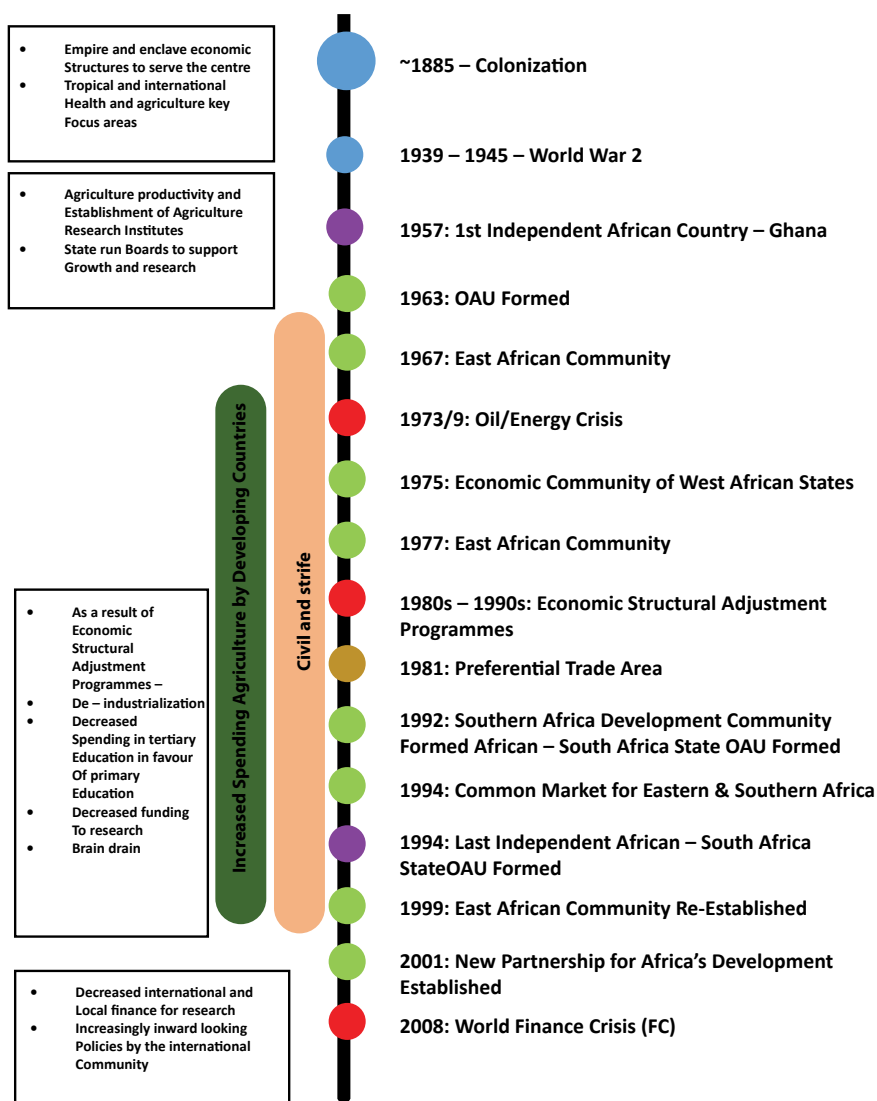 • Empire and enclave economic
Structures to serve the centre
• Tropical and international
Health and agriculture key
Focus areas
~1885 – Colonization
1939 – 1945 – World War 2
• Agriculture productivity and
Establishment of Agriculture
Research Institutes
• State run Boards to support
Growth and research
1957: 1st Independent African Country – Ghana
1963: OAU Formed
1967: East African Community
1973/9: Oil/Energy Crisis
1975: Economic Community of West African States
1977: East African Community
1980s – 1990s: Economic Structural Adjustment
Programmes
1981: Preferential Trade Area
1992: Southern Africa Development Community
Formed African – South Africa State OAU Formed
1994: Common Market for Eastern & Southern Africa
1994: Last Independent African – South Africa
StateOAU Formed
1999: East African Community Re-Established
2001: New Partnership for Africa’s Development
Established
2008: World Finance Crisis (FC)
Increased Spending Agriculture by Developing Countries
Civil and strife
• As a result of
Economic
Structural
Adjustment
Programmes –
• De – industrialization
• Decreased
Spending in tertiary
Education in favour
Of primary
Education
• Decreased funding
To research
• Brain drain
• Decreased international and
Local finance for research
• Increasingly inward looking
Policies by the international
Community